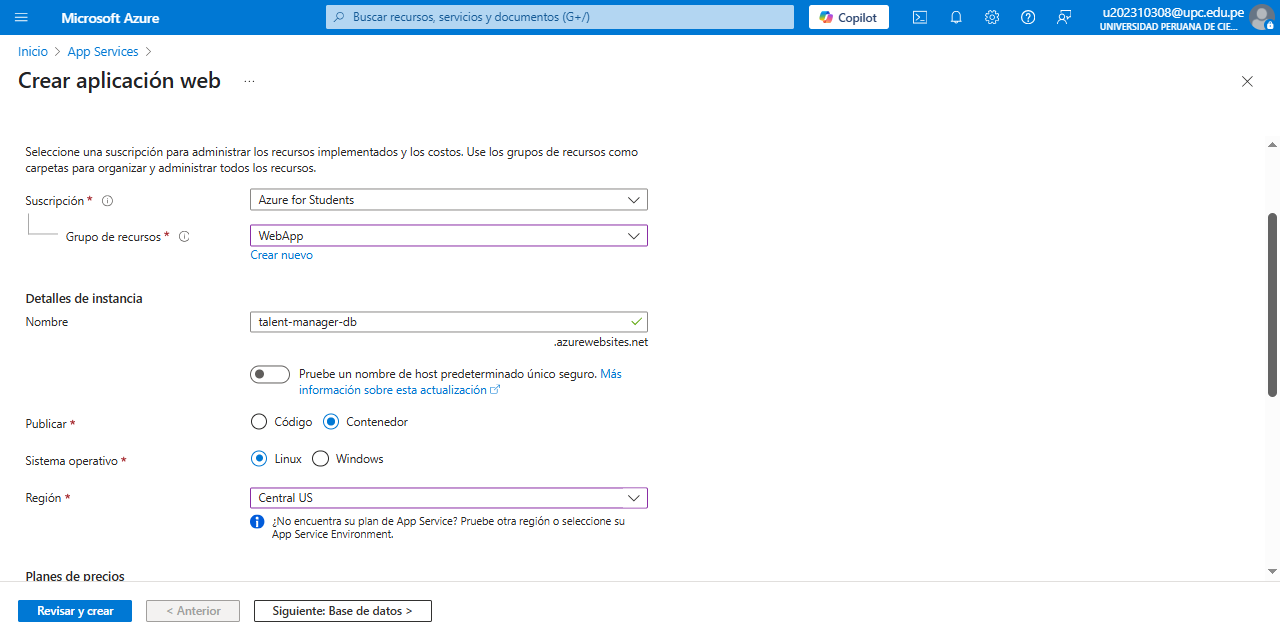 Microsoft Azure
Buscar recursos, servicios y documentos (G+/)
Copilot
u202310308@upc.edu.pe
UNIVERSIDAD PERUANA DE CIE...
Inicio > App Services >
Crear aplicación web ...
Seleccione una suscripción para administrar los recursos implementados y los costos. Use los grupos de recursos como
carpetas para organizar y administrar todos los recursos.
Suscripción *
Azure for Students
Grupo de recursos *
WebApp
Crear nuevo
Detalles de instancia
Nombre
talent-manager-db
.azurewebsites.net
Pruebe un nombre de host predeterminado único seguro. Más
información sobre esta actualización
Publicar *
Código
Contenedor
Sistema operativo *
Linux
Windows
Región *
Central US
¿No encuentra su plan de App Service? Pruebe otra región o seleccione su
App Service Environment.
Planes de precios
Revisar y crear
< Anterior
Siguiente: Base de datos >